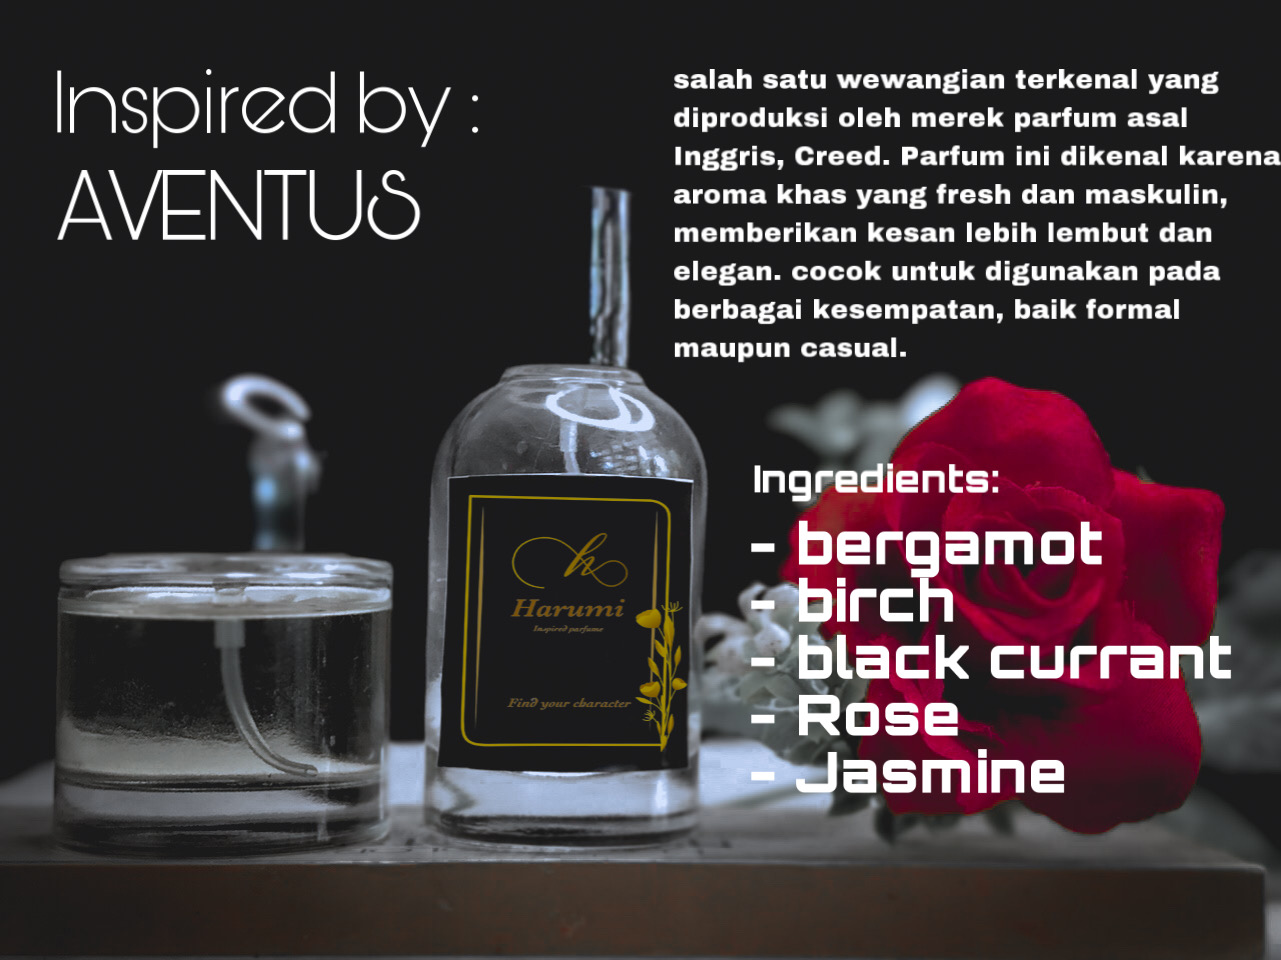 Inspired by :
AVENTUS
salah satu wewangian terkenal yang
diproduksi oleh merek parfum asal
Inggris, Creed. Parfum ini dikenal karena
aroma khas yang fresh dan maskulin,
memberikan kesan lebih lembut dan
elegan. cocok untuk digunakan pada
berbagai kesempatan, baik formal
maupun casual.
Ingredients:
- bergamot
- birch
- black currant
- Rose
- Jasmine
h
Harumi
Inspired parfume
Find your character